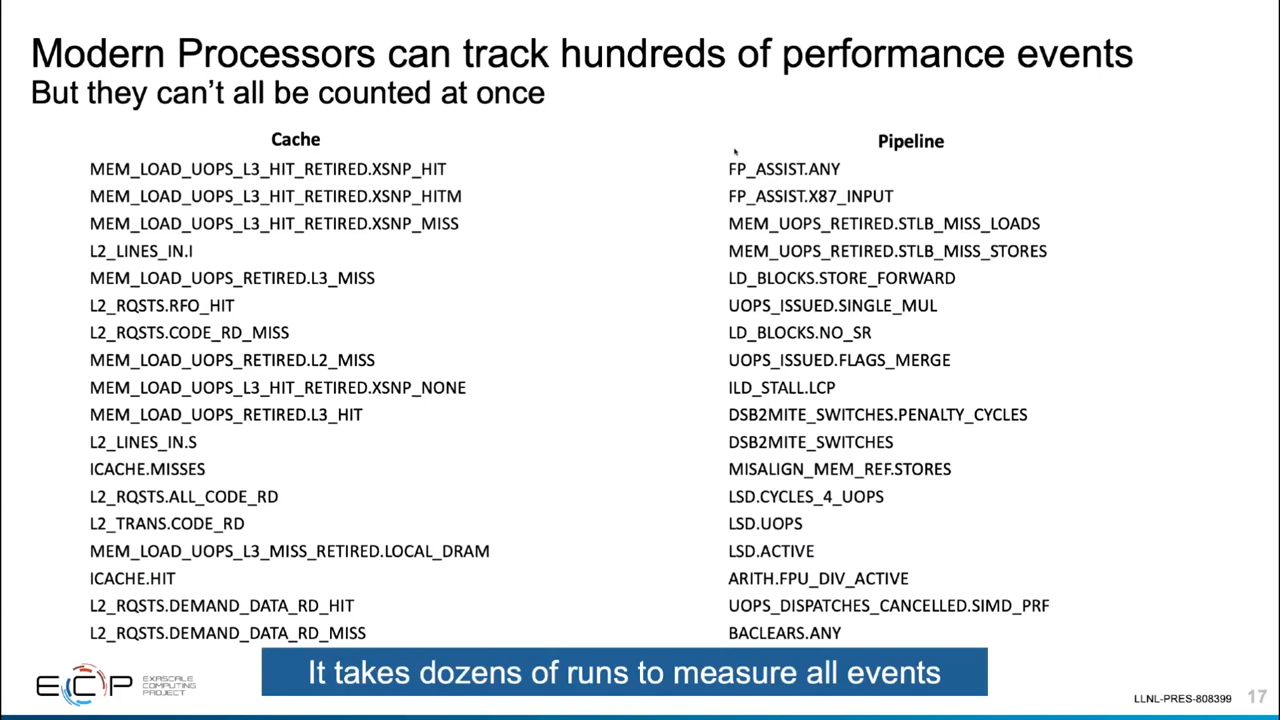 Modern Processors can track hundreds of performance events
But they can't all be counted at once
Cache
MEM_LOAD_UOPS_L3_HIT_RETIRED.XSNP_HIT
MEM_LOAD_UOPS_L3_HIT_RETIRED.XSNP_HITM
MEM_LOAD_UOPS_L3_HIT_RETIRED.XSNP_MISS
L2_LINES_IN.I
MEM_LOAD_UOPS_RETIRED.L3_MISS
L2_RQSTS.RFO_HIT
L2_RQSTS.CODE_RD_MISS
MEM_LOAD_UOPS_RETIRED.L2_MISS
MEM_LOAD_UOPS_L3_HIT_RETIRED.XSNP_NONE
MEM_LOAD_UOPS_RETIRED.L3_HIT
L2_LINES_IN.S
ICACHE.MISSES
L2_RQSTS.ALL_CODE_RD
L2_TRANS.CODE_RD
MEM_LOAD_UOPS_L3_MISS_RETIRED.LOCAL_DRAM
ICACHE.HIT
L2_RQSTS.DEMAND_DATA_RD_HIT
L2_RQSTS.DEMAND_DATA_RD_MISS
Pipeline
FP_ASSIST.ANY
FP_ASSIST.X87_INPUT
MEM_UOPS_RETIRED.STLB_MISS_LOADS
MEM_UOPS_RETIRED.STLB_MISS_STORES
LD_BLOCKS.STORE_FORWARD
UOPS_ISSUED.SINGLE_MUL
LD_BLOCKS.NO_SR
UOPS_ISSUED.FLAGS_MERGE
ILD_STALL.LCP
DSB2MITE_SWITCHES.PENALTY_CYCLES
DSB2MITE_SWITCHES
MISALIGN_MEM_REF.STORES
LSD.CYCLES_4_UOPS
LSD.UOPS
LSD.ACTIVE
ARITH.FPU_DIV_ACTIVE
UOPS_DISPATCHES_CANCELLED.SIMD_PRF
BACLEARS.ANY
It takes dozens of runs to measure all events
ECP
EXASCALE
COMPUTING
PROJECT
LLNL-PRES-808399
17